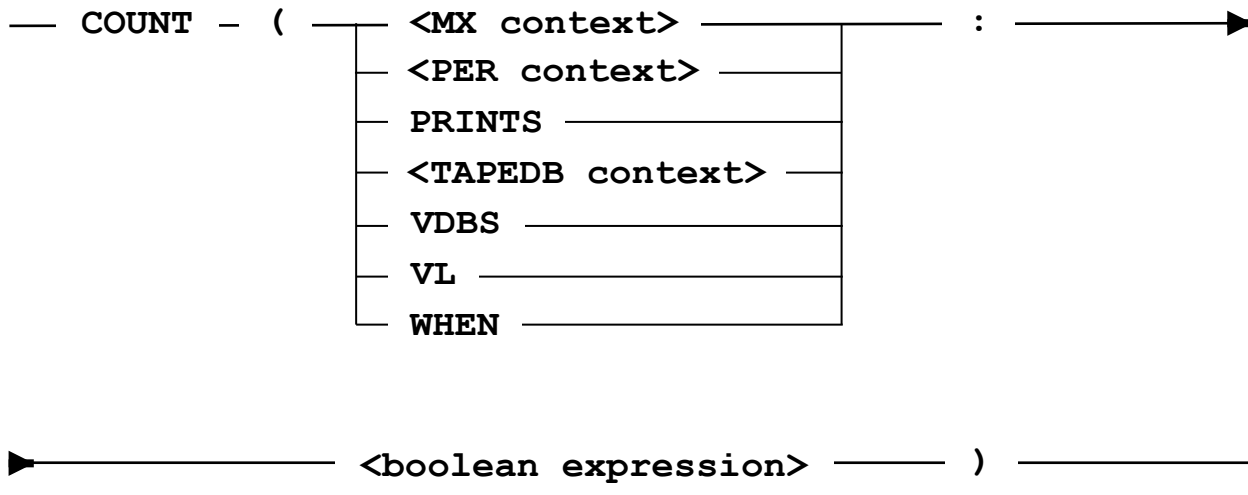 COUNT – ( <MX context> :
<PER context>
PRINTS
<TAPEDB context>
VDBS
VL
WHEN
<boolean expression> )